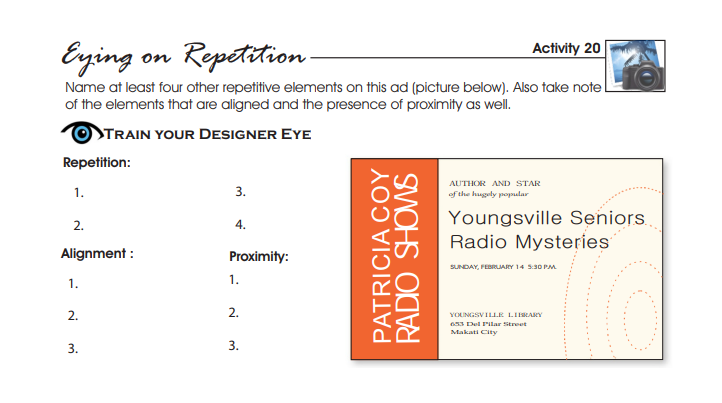 Eying on Repetition
Activity 20
Name at least four other repetitive elements on this ad (picture below). Also take note
of the elements that are aligned and the presence of proximity as well.
TRAIN YOUR DESIGNER EYE
Repetition:
1.
3.
2.
4.
Alignment :
Proximity:
1.
1.
2.
2.
3.
3.
PATRICIA COY
RADIO SHOWS
AUTHOR AND STAR
of the hugely popular
Youngsville Seniors
Radio Mysteries
SUNDAY, FEBRUARY 14 5:30 P.M.
YOUNGSVILLE LIBRARY
653 Del Pilar Street
Makati City